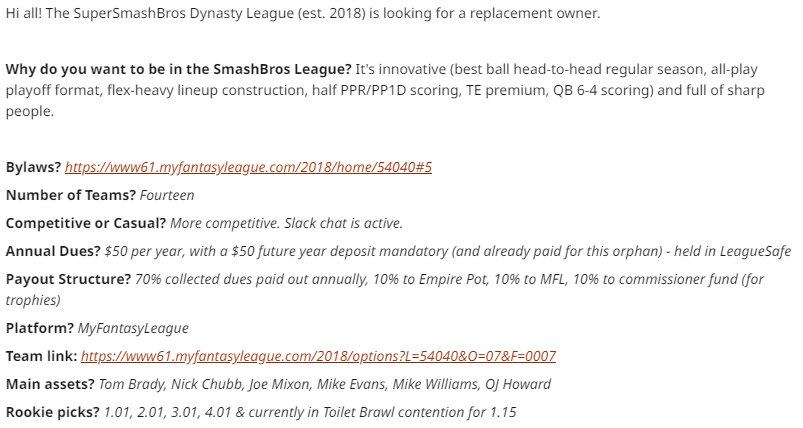 Hi all! The SuperSmashBros Dynasty League (est. 2018) is looking for a replacement owner.
Why do you want to be in the SmashBros League? It's innovative (best ball head-to-head regular season, all-play
playoff format, flex-heavy lineup construction, half PPR/PP1D scoring, TE premium, QB 6-4 scoring) and full of sharp
people.
Bylaws? https://www61.myfantasyleague.com/2018/home/54040#5
Number of Teams? Fourteen
Competitive or Casual? More competitive. Slack chat is active.
Annual Dues? $50 per year, with a $50 future year deposit mandatory (and already paid for this orphan) - held in LeagueSafe
Payout Structure? 70% collected dues paid out annually, 10% to Empire Pot, 10% to MFL, 10% to commissioner fund (for
trophies)
Platform? MyFantasyLeague
Team link: https://www61.myfantasyleague.com/2018/options?L=54040&O=07&F=0007
Main assets? Tom Brady, Nick Chubb, Joe Mixon, Mike Evans, Mike Williams, OJ Howard
Rookie picks? 1.01, 2.01, 3.01, 4.01 & currently in Toilet Brawl contention for 1.15